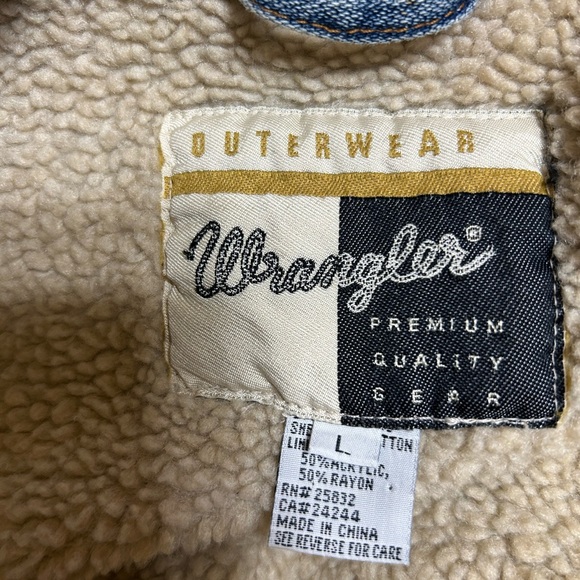 OUTERWEAR
Wrangler®
PREMIUM
QUALITY
GEAR
L
50% ACRYLIC,
50% RAYON
RN# 25832
CA# 24244
MADE IN CHINA
SEE REVERSE FOR CARE